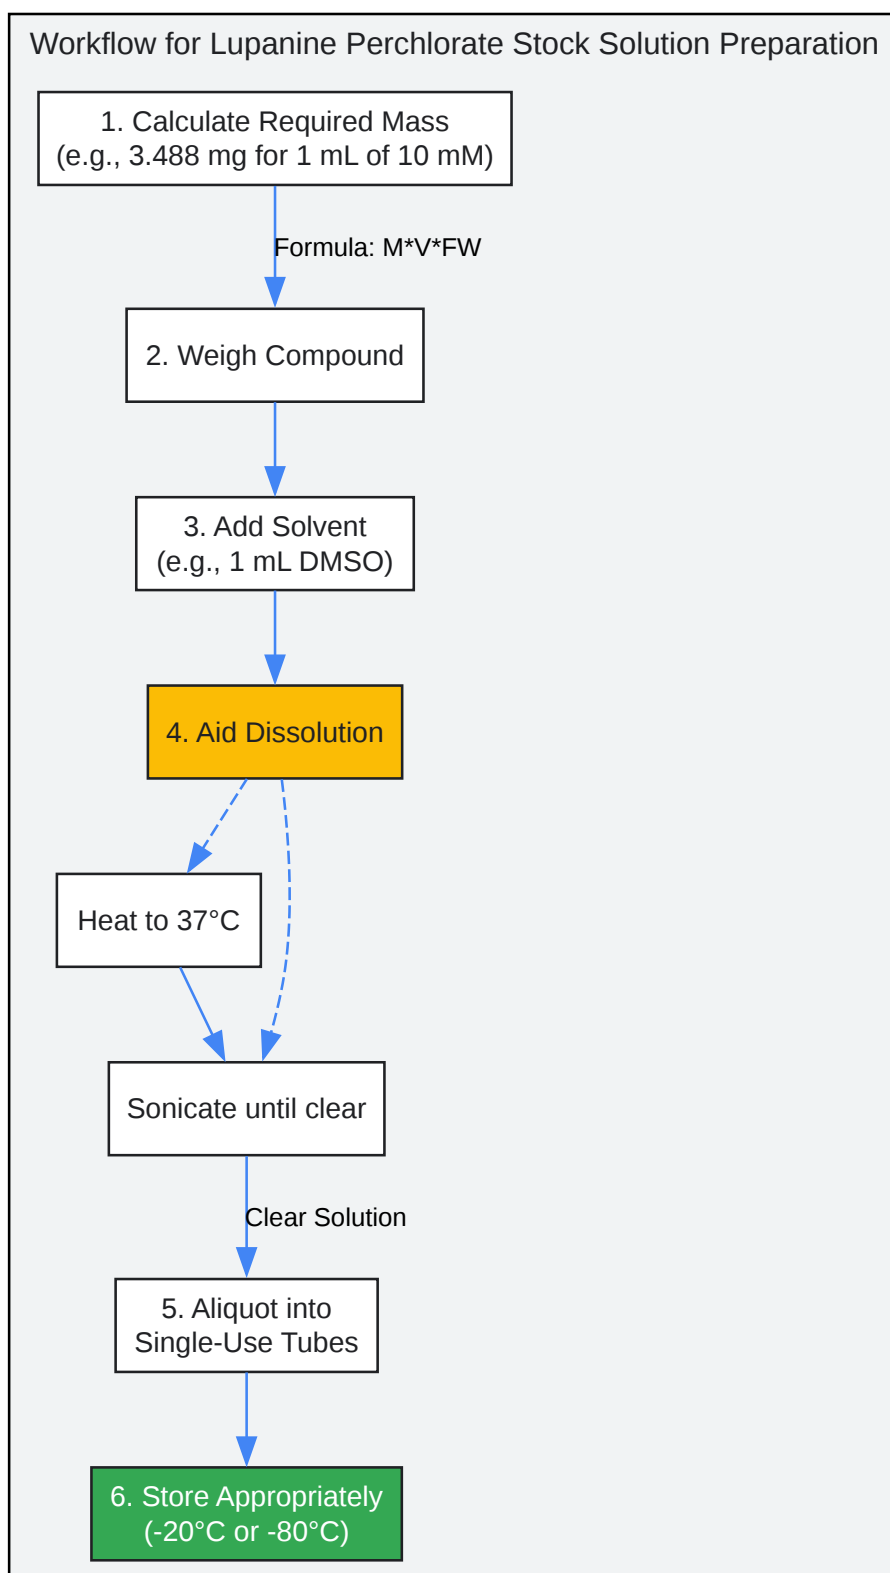 Workflow for Lupanine Perchlorate Stock Solution Preparation
1. Calculate Required Mass
(e.g., 3.488 mg for 1 mL of 10 mM)
Formula: M*V*FW
2. Weigh Compound
3. Add Solvent
(e.g., 1 mL DMSO)
4. Aid Dissolution
Heat to 37°C
Sonicate until clear
Clear Solution
5. Aliquot into
Single-Use Tubes
6. Store Appropriately
(-20°C or -80°C)